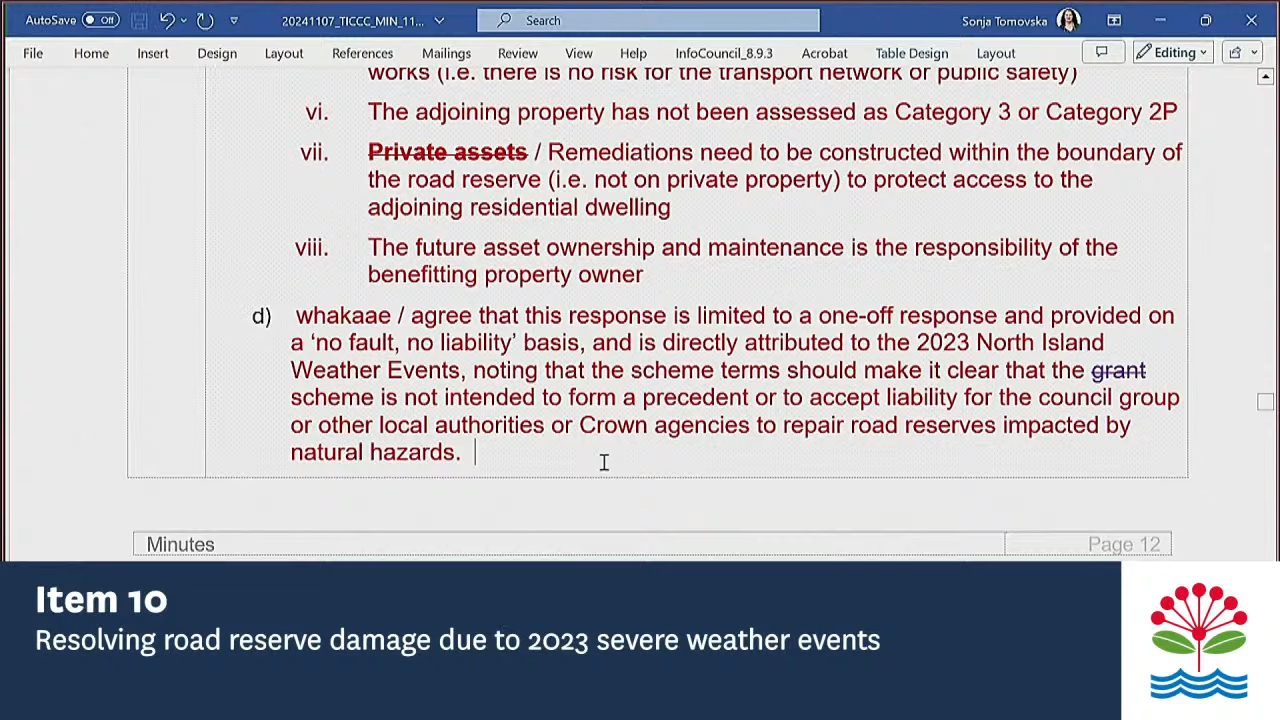 AutoSave Off 20241107_TICCC_MIN_11... Search Sonja Tomovska
File Home Insert Design Layout References Mailings Review View Help InfoCouncil_8.9.3 Acrobat Table Design Layout Editing
works (i.e. there is no risk for the transport network or public safety)
vi. The adjoining property has not been assessed as Category 3 or Category 2P
vii. Private assets / Remediations need to be constructed within the boundary of
the road reserve (i.e. not on private property) to protect access to the
adjoining residential dwelling
viii. The future asset ownership and maintenance is the responsibility of the
benefitting property owner
d) whakaae / agree that this response is limited to a one-off response and provided on
a ‘no fault, no liability’ basis, and is directly attributed to the 2023 North Island
Weather Events, noting that the scheme terms should make it clear that the grant
scheme is not intended to form a precedent or to accept liability for the council group
or other local authorities or Crown agencies to repair road reserves impacted by
natural hazards.
Minutes Page 12
Item 10
Resolving road reserve damage due to 2023 severe weather events